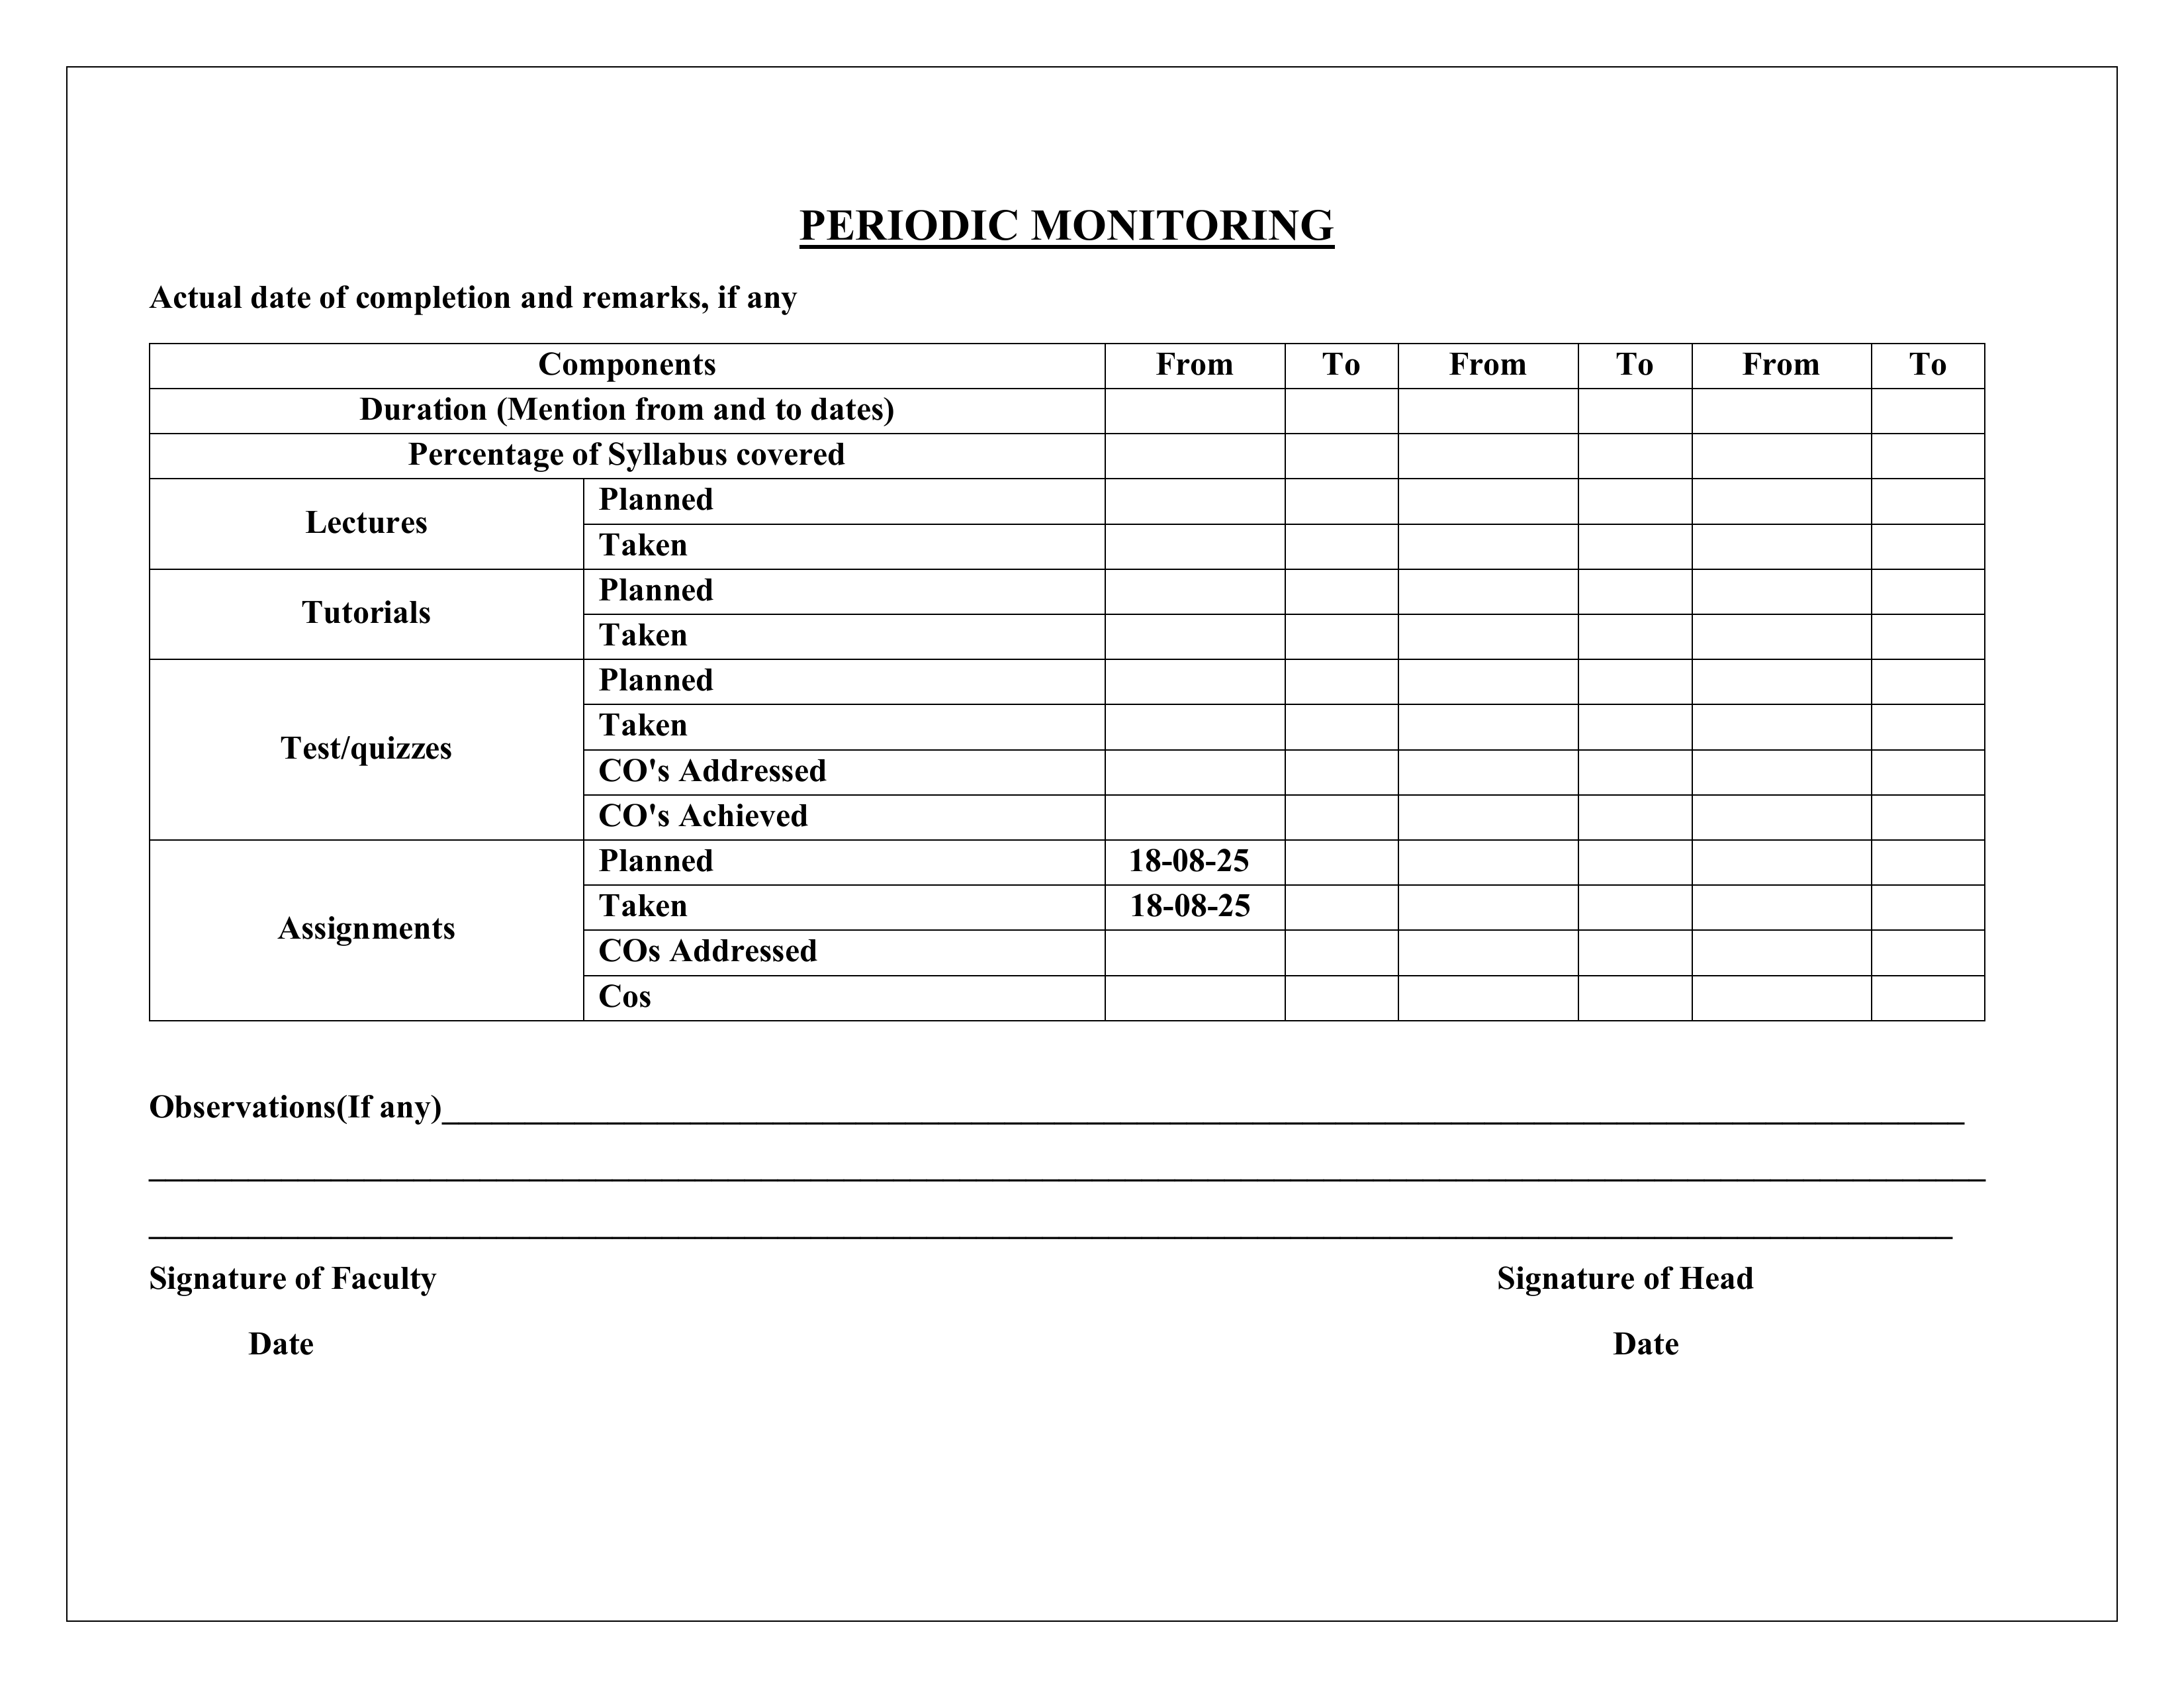 PERIODIC MONITORING
Actual date of completion and remarks, if any
Components From To From To From To
Duration (Mention from and to dates)
Percentage of Syllabus covered
Lectures
Planned
Taken
Tutorials
Planned
Taken
Test/quizzes
Planned
Taken
CO's Addressed
CO's Achieved
Assignments
Planned 18-08-25
Taken 18-08-25
COs Addressed
Cos
Observations(If any)
Signature of Faculty Signature of Head
Date Date